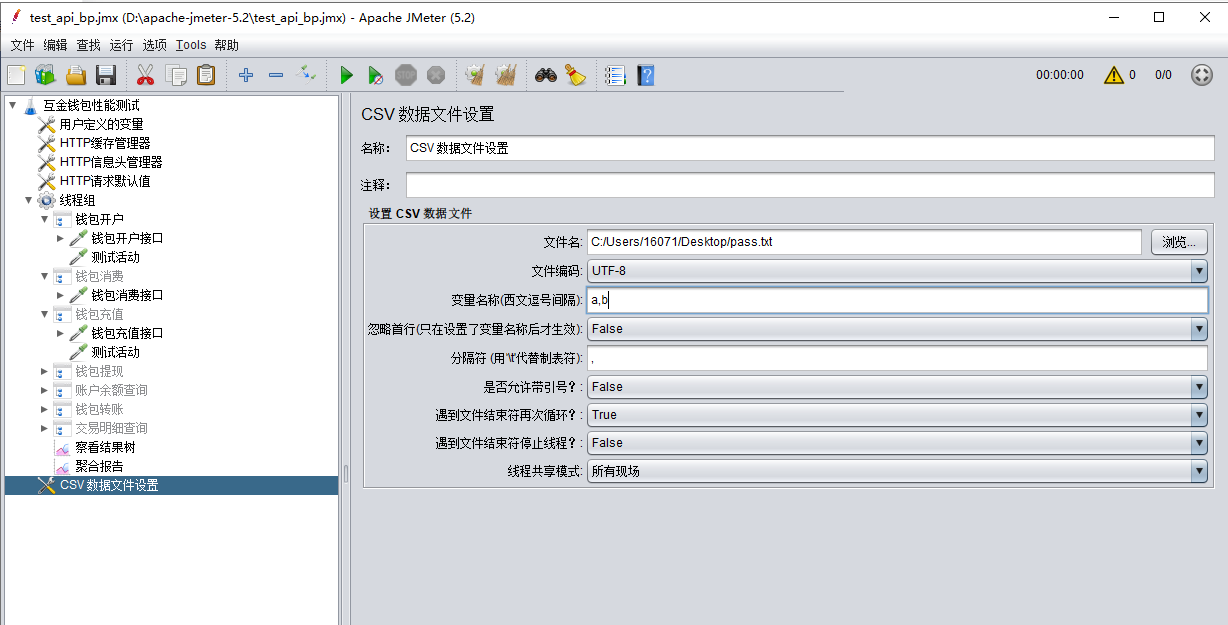 test_api_bp.jmx (D:\apache-jmeter-5.2\test_api_bp.jmx) - Apache JMeter (5.2)
文件 编辑 查找 运行 选项 Tools 帮助
STOP
00:00:00 0 0/0
互金钱包性能测试
用户定义的变量
HTTP缓存管理器
HTTP信息头管理器
HTTP请求默认值
线程组
钱包开户
钱包开户接口
测试活动
钱包消费
钱包消费接口
钱包充值
钱包充值接口
测试活动
钱包提现
账户余额查询
钱包转账
交易明细查询
察看结果树
聚合报告
CSV 数据文件设置
CSV 数据文件设置
名称: CSV 数据文件设置
注释:
设置 CSV 数据文件
文件名: C:/Users/16071/Desktop/pass.txt 浏览...
文件编码: UTF-8
变量名称(西文逗号间隔): a,b
忽略首行(只在设置了变量名称后才生效): False
分隔符 (用'\t'代替制表符): ,
是否允许带引号?: False
遇到文件结束符再次循环?: True
遇到文件结束符停止线程?: False
线程共享模式: 所有现场